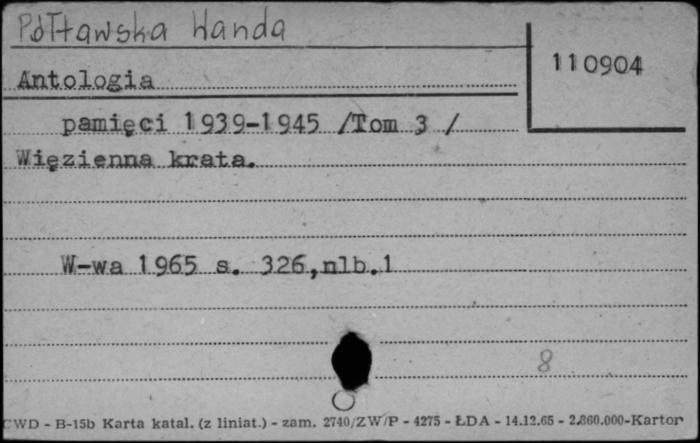 Półtawska Wanda
110904
Antologia
pamięci 1939-1945 /Tom 3 /
Więzienna krata.
W-wa 1965 s. 326,nlb.1
8
CWD - B-15b Karta katal. (z liniat.) - zam. 2740/ZW/P - 4275 - ŁDA - 14.12.65 - 2.860.000-Kartor